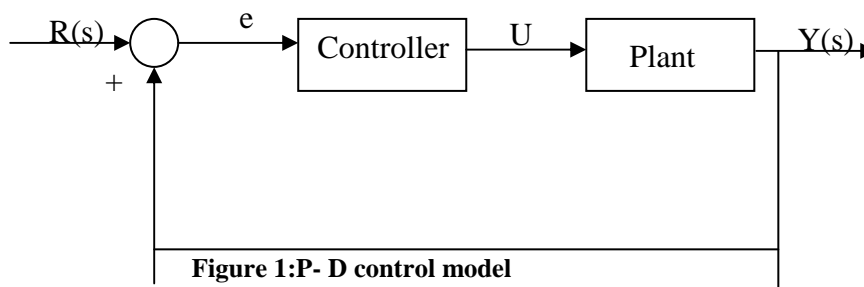 R(s)
e
Controller
U
Plant
Y(s)
+
Figure 1:P- D control model